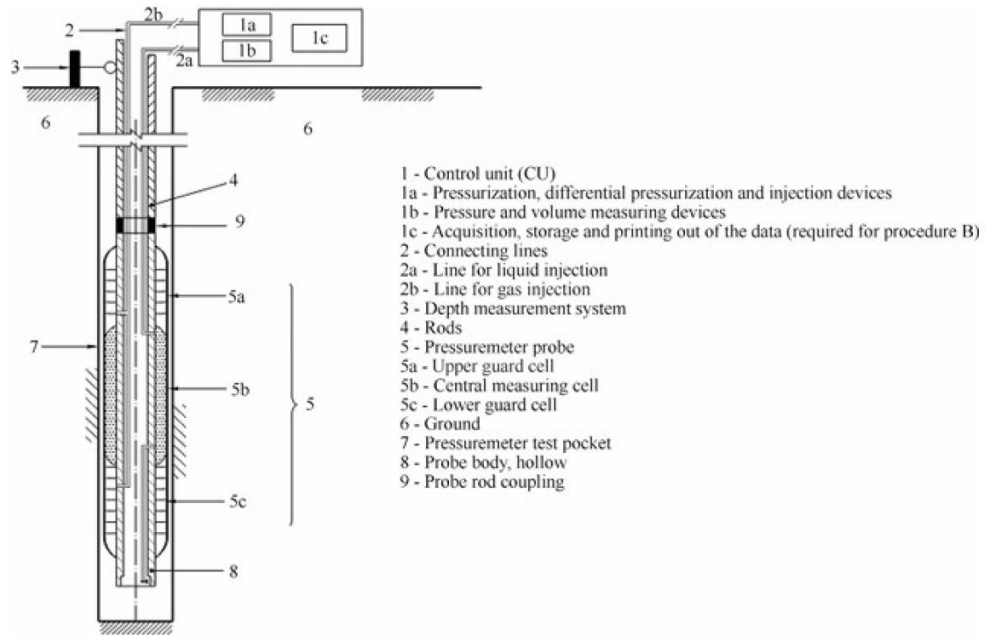 2b
2
1a
1c
1b
3
2a
6
6
4
9
5a
7
5b
5
5c
8
1 - Control unit (CU)
1a - Pressurization, differential pressurization and injection devices
1b - Pressure and volume measuring devices
1c - Acquisition, storage and printing out of the data (required for procedure B)
2 - Connecting lines
2a - Line for liquid injection
2b - Line for gas injection
3 - Depth measurement system
4 - Rods
5 - Pressuremeter probe
5a - Upper guard cell
5b - Central measuring cell
5c - Lower guard cell
6 - Ground
7 - Pressuremeter test pocket
8 - Probe body, hollow
9 - Probe rod coupling